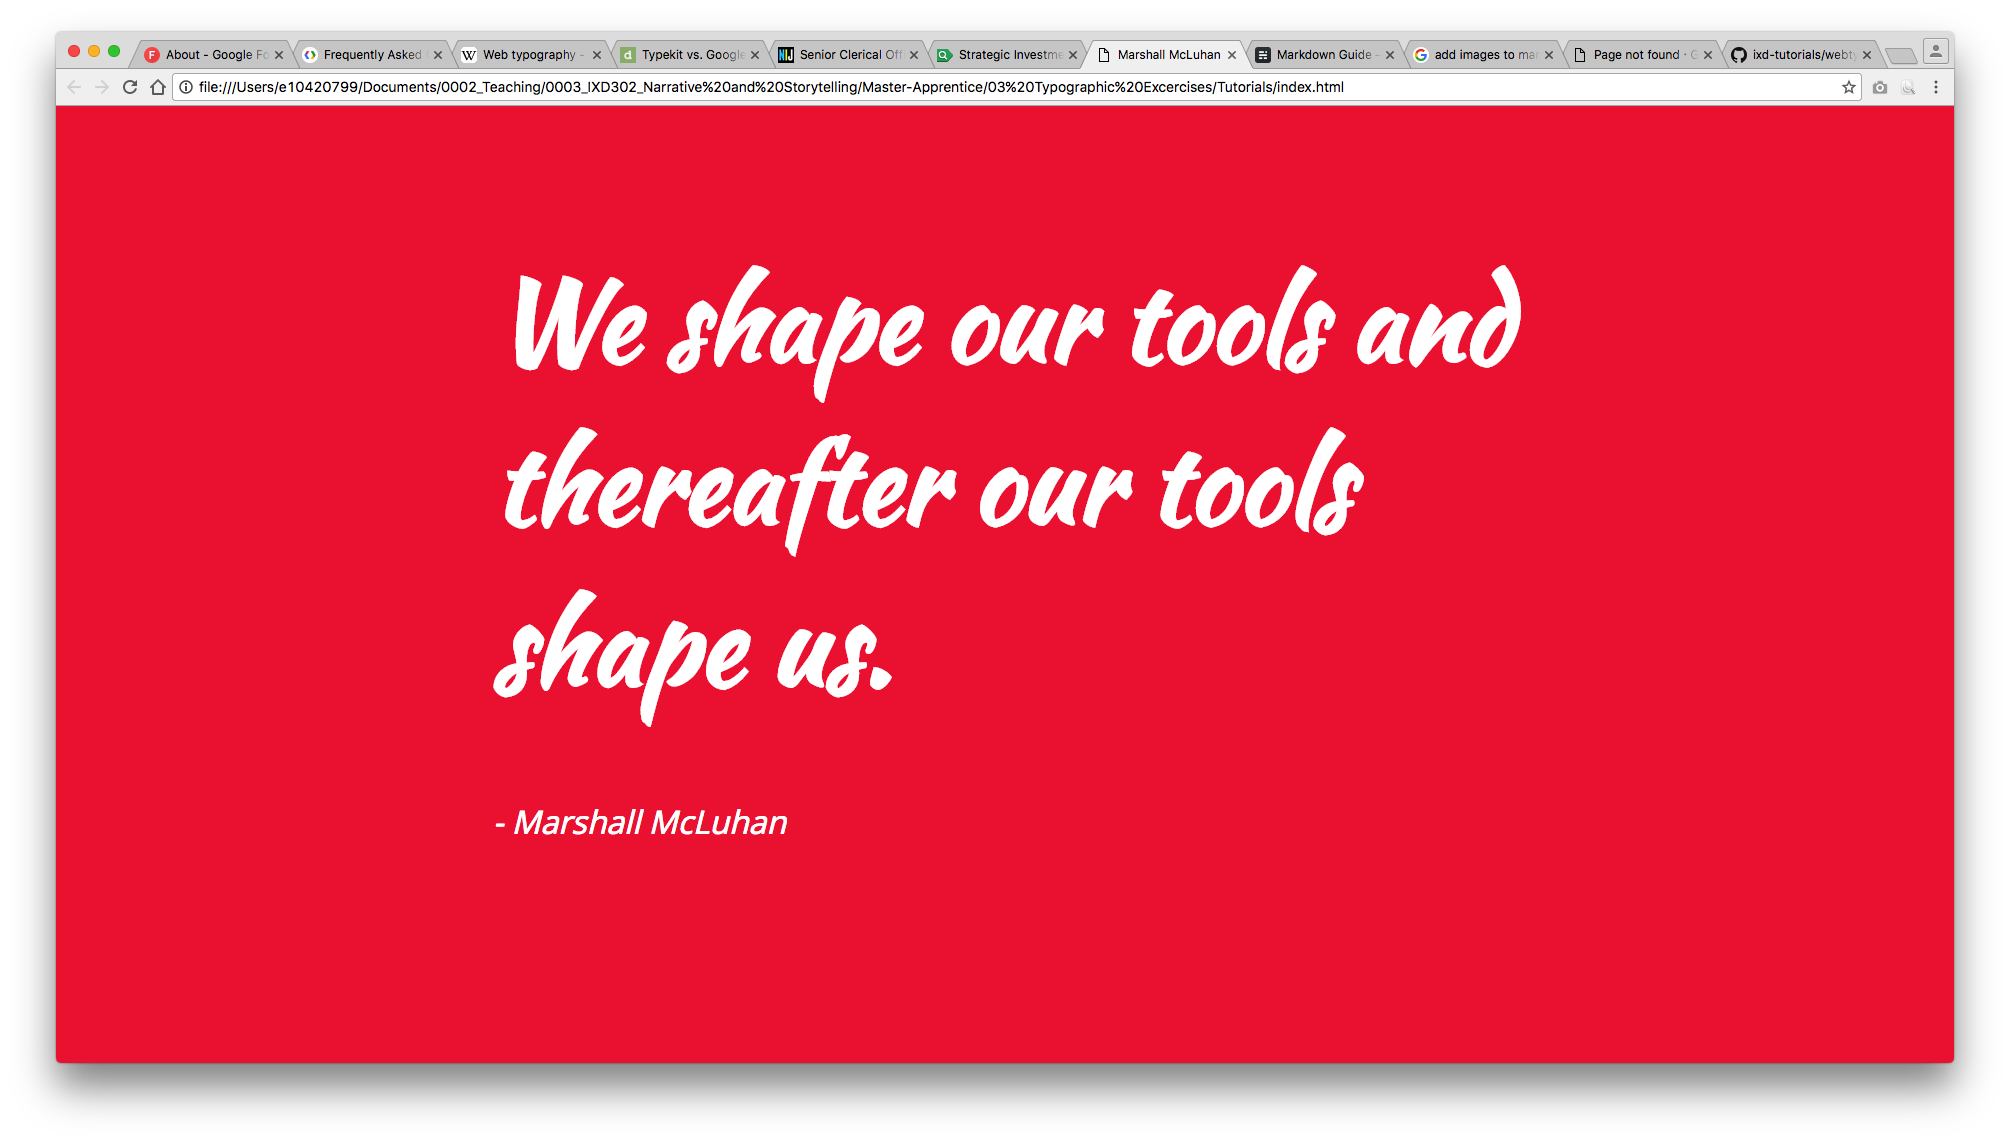 About - Google Fo
Frequently Asked
Web typography -
Typekit vs. Google
Senior Clerical Off
Strategic Investme
Marshall McLuhan
Markdown Guide -
add images to mar
Page not found · G
ixd-tutorials/webty
file:///Users/e10420799/Documents/0002_Teaching/0003_IXD302_Narrative%20and%20Storytelling/Master-Apprentice/03%20Typographic%20Excercises/Tutorials/index.html
We shape our tools and
thereafter our tools
shape us.
- Marshall McLuhan